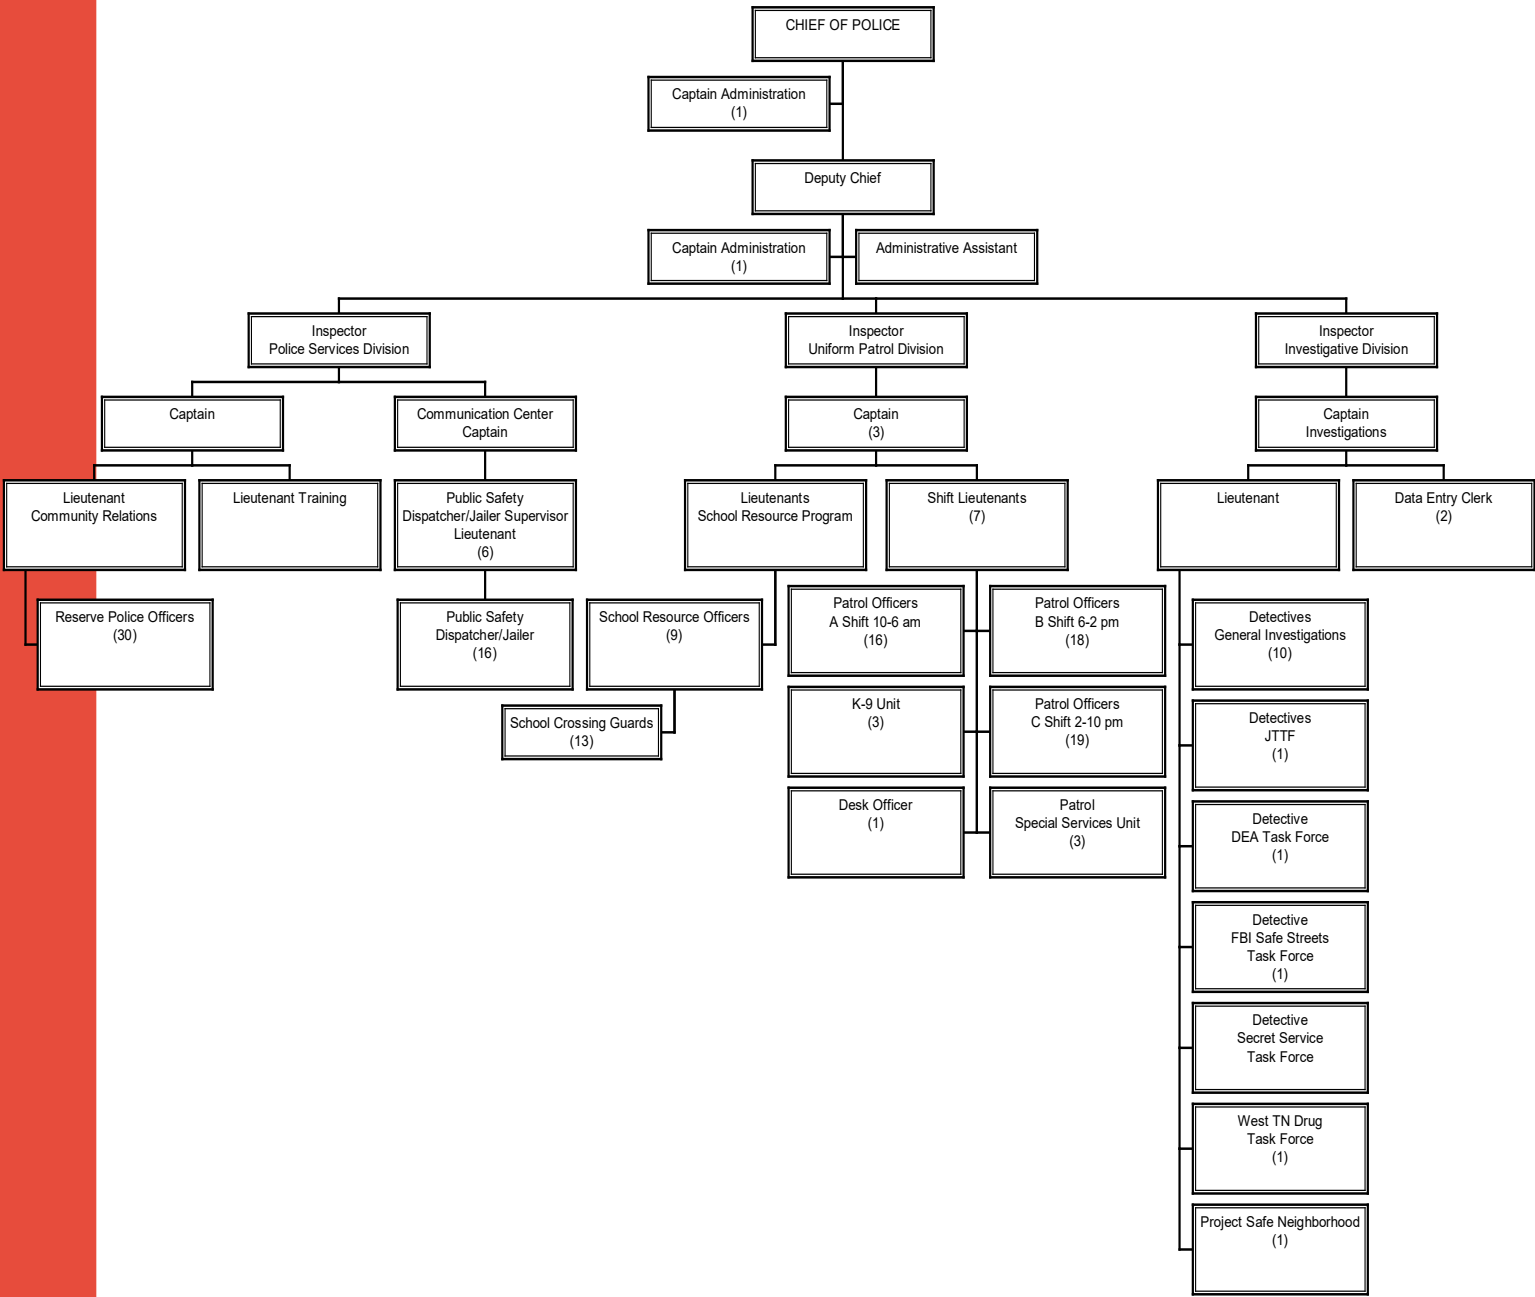 CHIEF OF POLICE
Captain Administration
(1)
Deputy Chief
Captain Administration
(1)
Administrative Assistant
Inspector
Police Services Division
Inspector
Uniform Patrol Division
Inspector
Investigative Division
Captain
Communication Center
Captain
Captain
(3)
Captain
Investigations
Lieutenant
Community Relations
Lieutenant Training
Public Safety
Dispatcher/Jailer Supervisor
Lieutenant
(6)
Lieutenants
School Resource Program
Shift Lieutenants
(7)
Lieutenant
Data Entry Clerk
(2)
Reserve Police Officers
(30)
Public Safety
Dispatcher/Jailer
(16)
School Resource Officers
(9)
School Crossing Guards
(13)
Patrol Officers
A Shift 10-6 am
(16)
Patrol Officers
B Shift 6-2 pm
(18)
K-9 Unit
(3)
Patrol Officers
C Shift 2-10 pm
(19)
Desk Officer
(1)
Patrol
Special Services Unit
(3)
Detectives
General Investigations
(10)
Detectives
JTTF
(1)
Detective
DEA Task Force
(1)
Detective
FBI Safe Streets
Task Force
(1)
Detective
Secret Service
Task Force
West TN Drug
Task Force
(1)
Project Safe Neighborhood
(1)